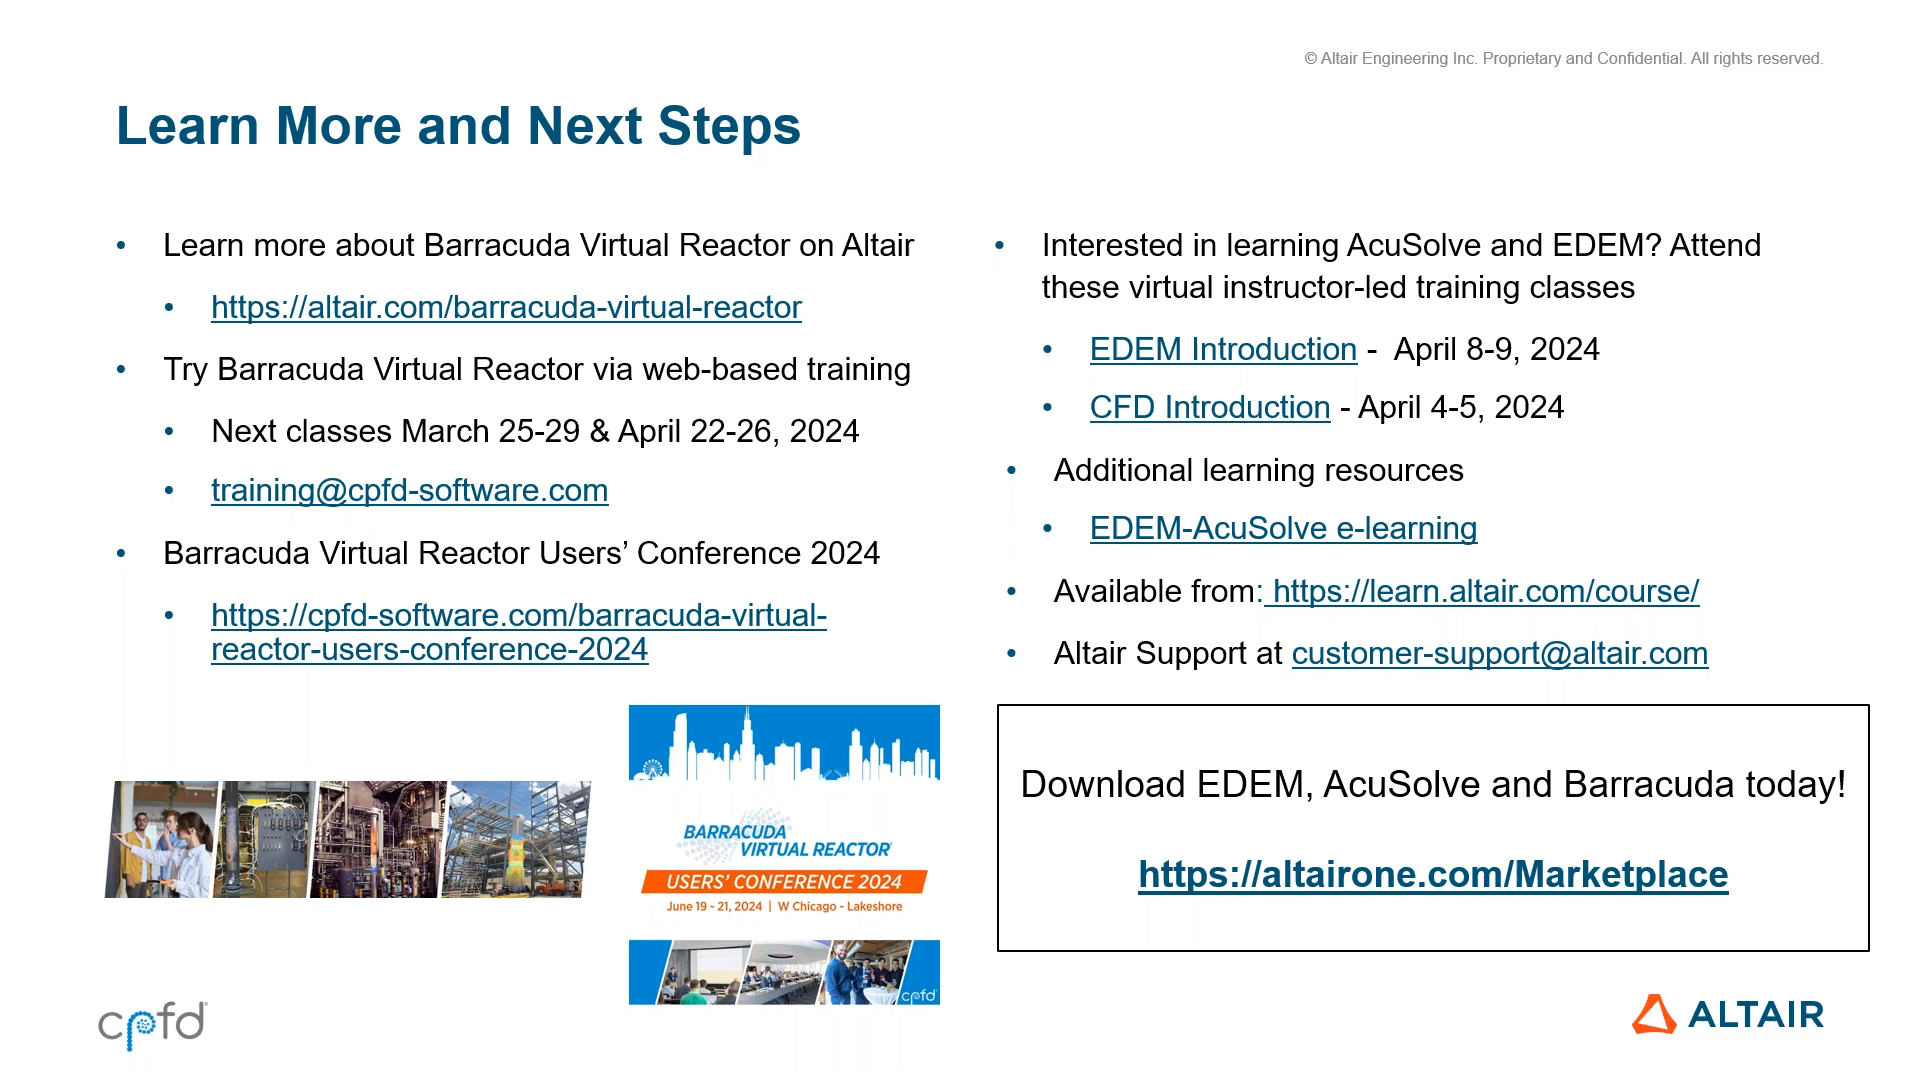 © Altair Engineering Inc. Proprietary and Confidential. All rights reserved.
Learn More and Next Steps
• Learn more about Barracuda Virtual Reactor on Altair
• https://altair.com/barracuda-virtual-reactor
• Try Barracuda Virtual Reactor via web-based training
• Next classes March 25-29 & April 22-26, 2024
• training@cpfd-software.com
• Barracuda Virtual Reactor Users’ Conference 2024
• https://cpfd-software.com/barracuda-virtual-
reactor-users-conference-2024
• Interested in learning AcuSolve and EDEM? Attend
these virtual instructor-led training classes
• EDEM Introduction - April 8-9, 2024
• CFD Introduction - April 4-5, 2024
• Additional learning resources
• EDEM-AcuSolve e-learning
• Available from: https://learn.altair.com/course/
• Altair Support at customer-support@altair.com
BARRACUDA
VIRTUAL REACTOR
USERS’ CONFERENCE 2024
June 19 - 21, 2024 | W Chicago - Lakeshore
cpfd
Download EDEM, AcuSolve and Barracuda today!
https://altairone.com/Marketplace
cpfd
ALTAIR